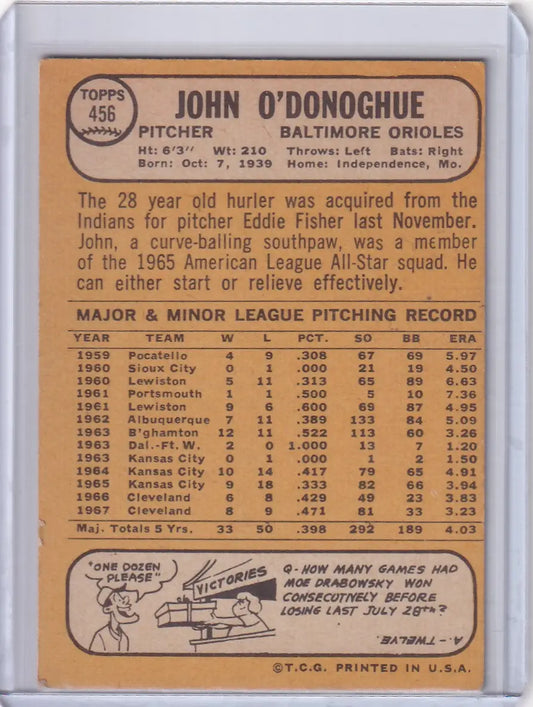 TOPPS
456
JOHN O'DONOGHUE
PITCHER BALTIMORE ORIOLES
Ht: 6'3" Wt: 210 Throws: Left Bats: Right
Born: Oct: 7, 1939 Home: Independence, Mo.
The 28 year old hurler was acquired from the
Indians for pitcher Eddie Fisher last November.
John, a curve-balling southpaw, was a member
of the 1965 American League All-Star squad. He
can either start or relieve effectively.
MAJOR & MINOR LEAGUE PITCHING RECORD
YEAR TEAM W L PCT. SO BB ERA
1959 Pocatello 4 9 .308 67 69 5.97
1960 Sioux City 0 1 .000 21 19 4.50
1960 Lewiston 5 11 .313 65 89 6.63
1961 Portsmouth 1 1 .500 5 10 7.36
1961 Lewiston 9 6 .600 69 87 4.95
1962 Albuquerque 7 11 .389 133 84 5.09
1963 B'ghamton 12 11 .522 113 60 3.26
1963 Dal.-Ft. W. 2 0 1.000 13 7 1.20
1963 Kansas City 0 1 .000 1 2 1.50
1964 Kansas City 10 14 .417 79 65 4.91
1965 Kansas City 9 18 .333 82 66 3.94
1966 Cleveland 6 8 .429 49 23 3.83
1967 Cleveland 8 9 .471 81 33 3.23
Maj. Totals 5 Yrs. 33 50 .398 292 189 4.03
"ONE DOZEN
PLEASE"
VICTORIES
Q-HOW MANY GAMES HAD
MOE DRABOWSKY WON
CONSECUTIVELY BEFORE
LOSING LAST JULY 28TH?
A.-TWELVE
©T.C.G. PRINTED IN U.S.A.